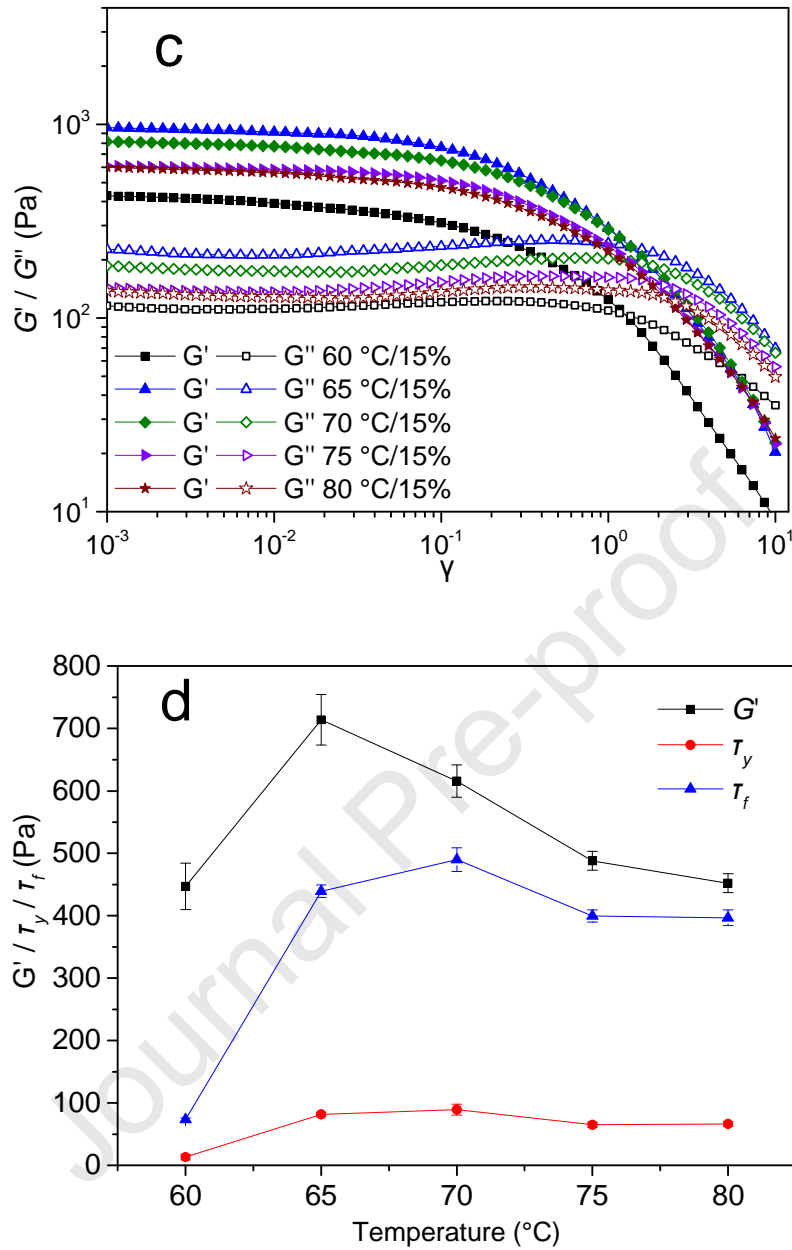 c
G' / G'' (Pa)
10³
10²
10¹
G' G'' 60 °C/15%
G' G'' 65 °C/15%
G' G'' 70 °C/15%
G' G'' 75 °C/15%
G' G'' 80 °C/15%
10⁻³ 10⁻² 10⁻¹ 10⁰ 10¹
γ
Journal Pre-proof
d
G' / τy / τf (Pa)
800
700
600
500
400
300
200
100
0
G'
τy
τf
60 65 70 75 80
Temperature (°C)